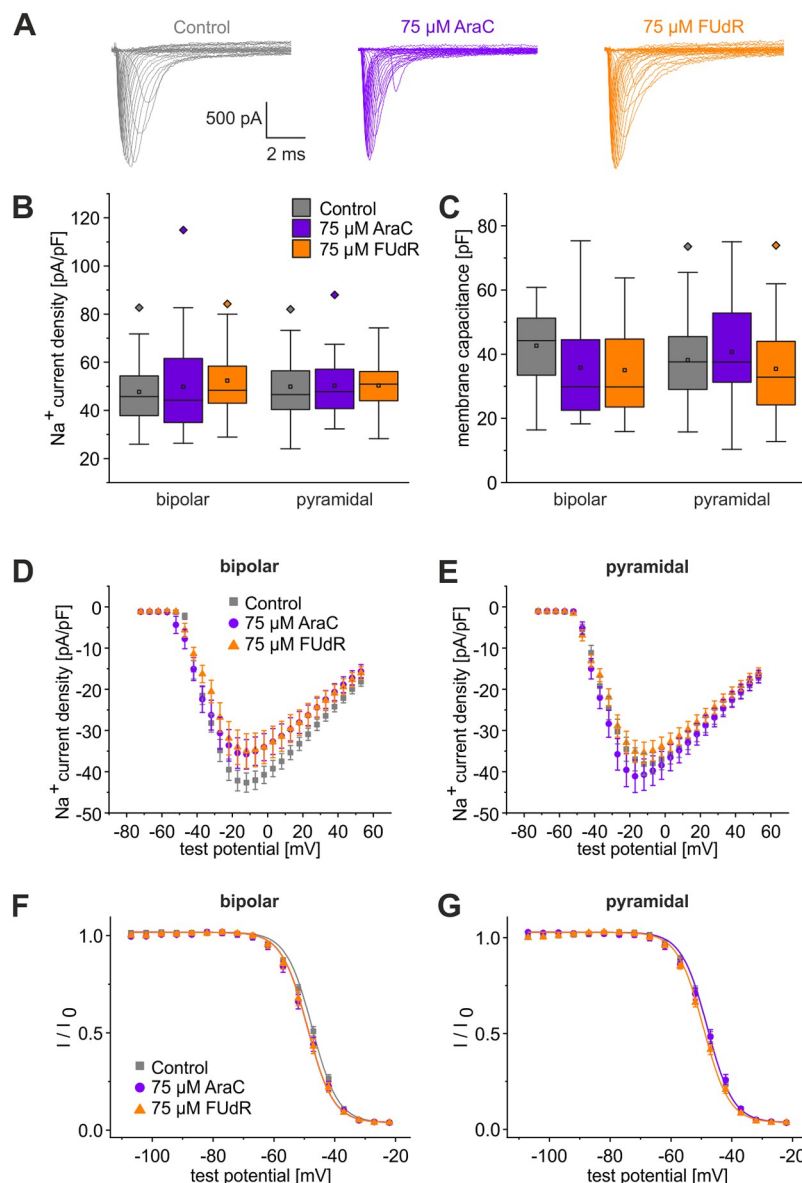 A
Control
75 µM AraC
75 µM FUdR
500 pA
2 ms
B
Na+ current density [pA/pF]
120
100
80
60
40
20
Control
75 µM AraC
75 µM FUdR
bipolar
pyramidal
C
membrane capacitance [pF]
80
60
40
20
0
bipolar
pyramidal
D
bipolar
Na+ current density [pA/pF]
0
-10
-20
-30
-40
-50
Control
75 µM AraC
75 µM FUdR
-80 -60 -40 -20 0 20 40 60
test potential [mV]
E
pyramidal
Na+ current density [pA/pF]
0
-10
-20
-30
-40
-50
-80 -60 -40 -20 0 20 40 60
test potential [mV]
F
bipolar
I / I0
1.0
0.5
0.0
Control
75 µM AraC
75 µM FUdR
-100 -80 -60 -40 -20
test potential [mV]
G
pyramidal
I / I0
1.0
0.5
0.0
-100 -80 -60 -40 -20
test potential [mV]